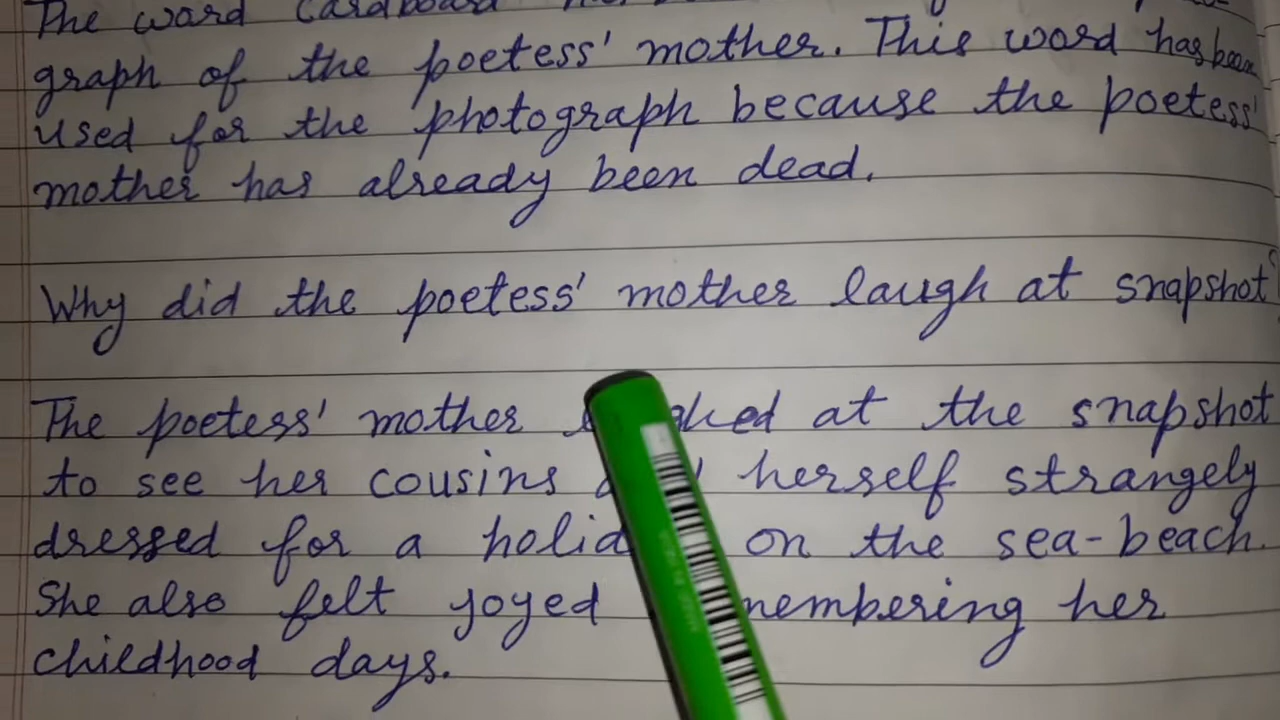 The word cardboard
graph of the poetess' mother. This word has been
used for the photograph because the poetess'
mother has already been dead.
Why did the poetess' mother laugh at snapshot?
The poetess' mother at the snapshot
to see her cousins herself strangely
dressed for a on the sea-beach.
She also felt joyed her
childhood days.